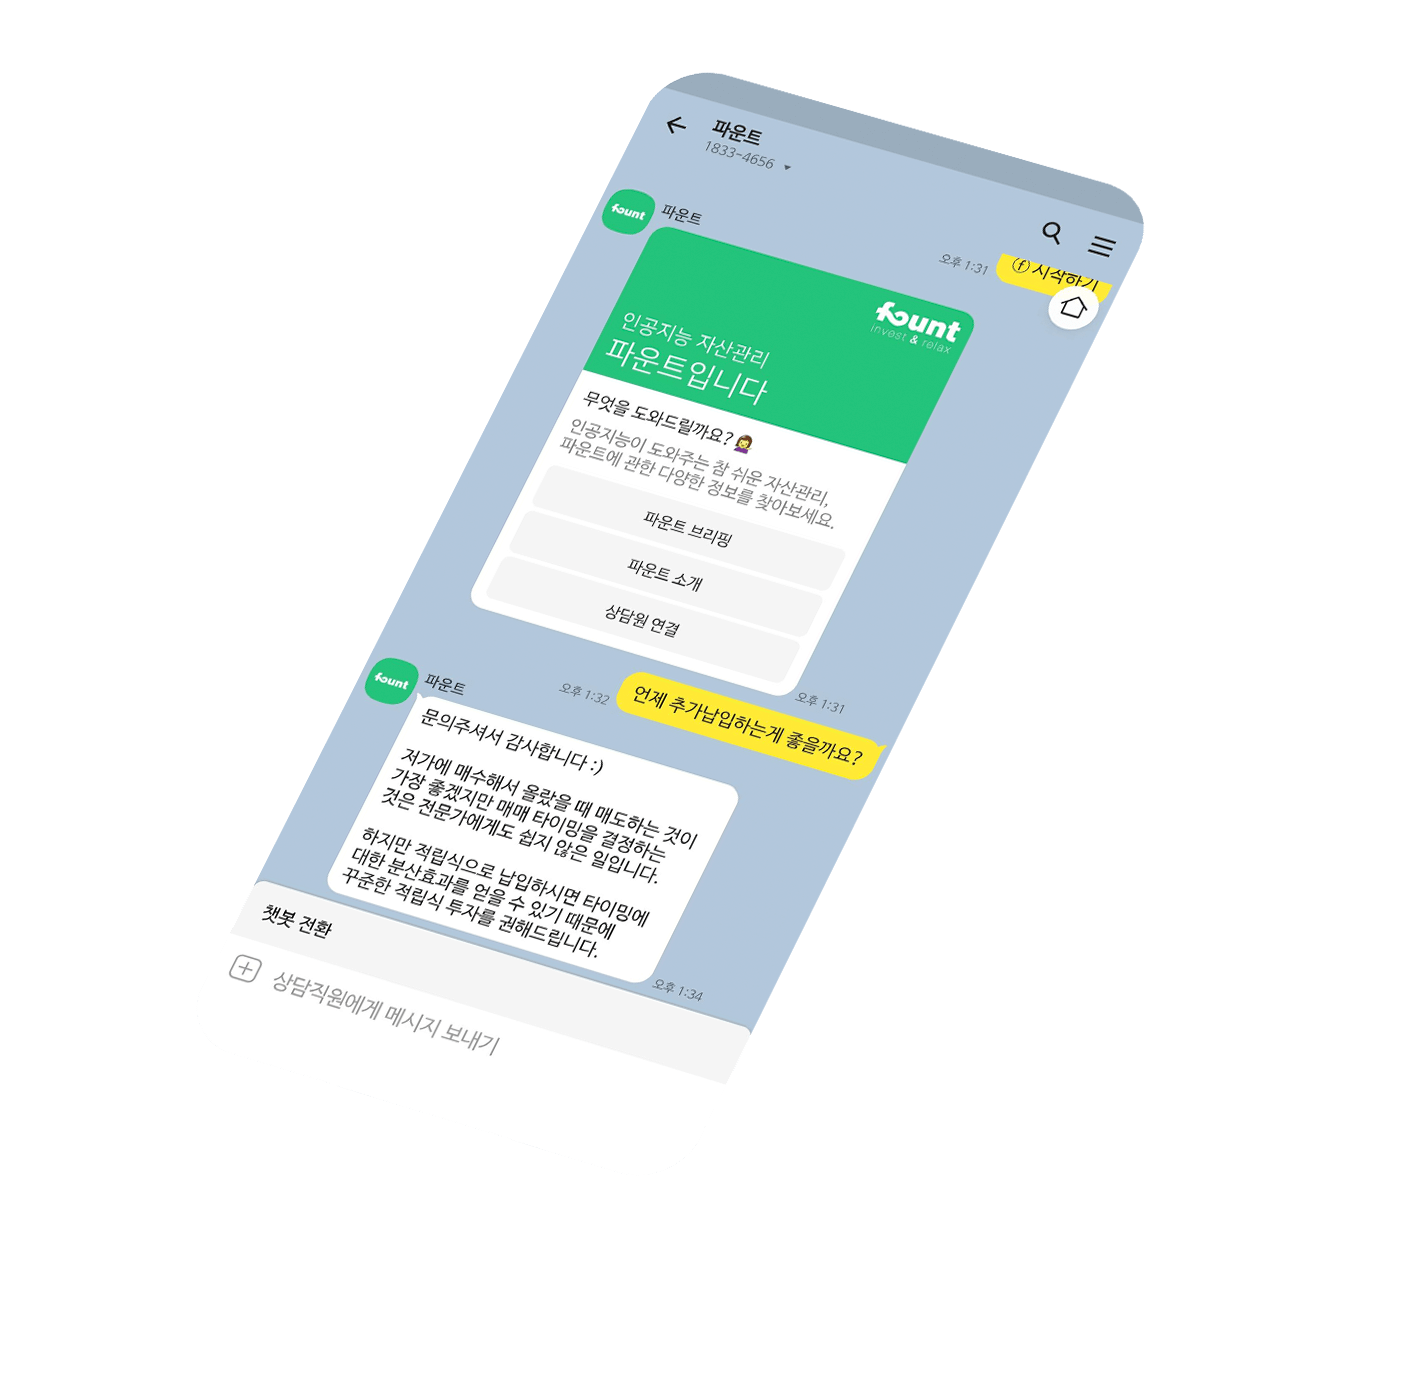 파운트
1833-4656
오후 1:31
ⓕ 시작하기
fount
파운트
fount
invest & relax
인공지능 자산관리
파운트입니다
무엇을 도와드릴까요?🙋‍♀️
인공지능이 도와주는 참 쉬운 자산관리,
파운트에 관한 다양한 정보를 찾아보세요.
파운트 브리핑
파운트 소개
상담원 연결
오후 1:31
오후 1:32
언제 추가납입하는게 좋을까요?
fount
파운트
문의주셔서 감사합니다 :)
저가에 매수해서 올랐을 때 매도하는 것이
가장 좋겠지만 매매 타이밍을 결정하는
것은 전문가에게도 쉽지 않은 일입니다.
하지만 적립식으로 납입하시면 타이밍에
대한 분산효과를 얻을 수 있기 때문에
꾸준한 적립식 투자를 권해드립니다.
오후 1:34
챗봇 전환
상담직원에게 메시지 보내기